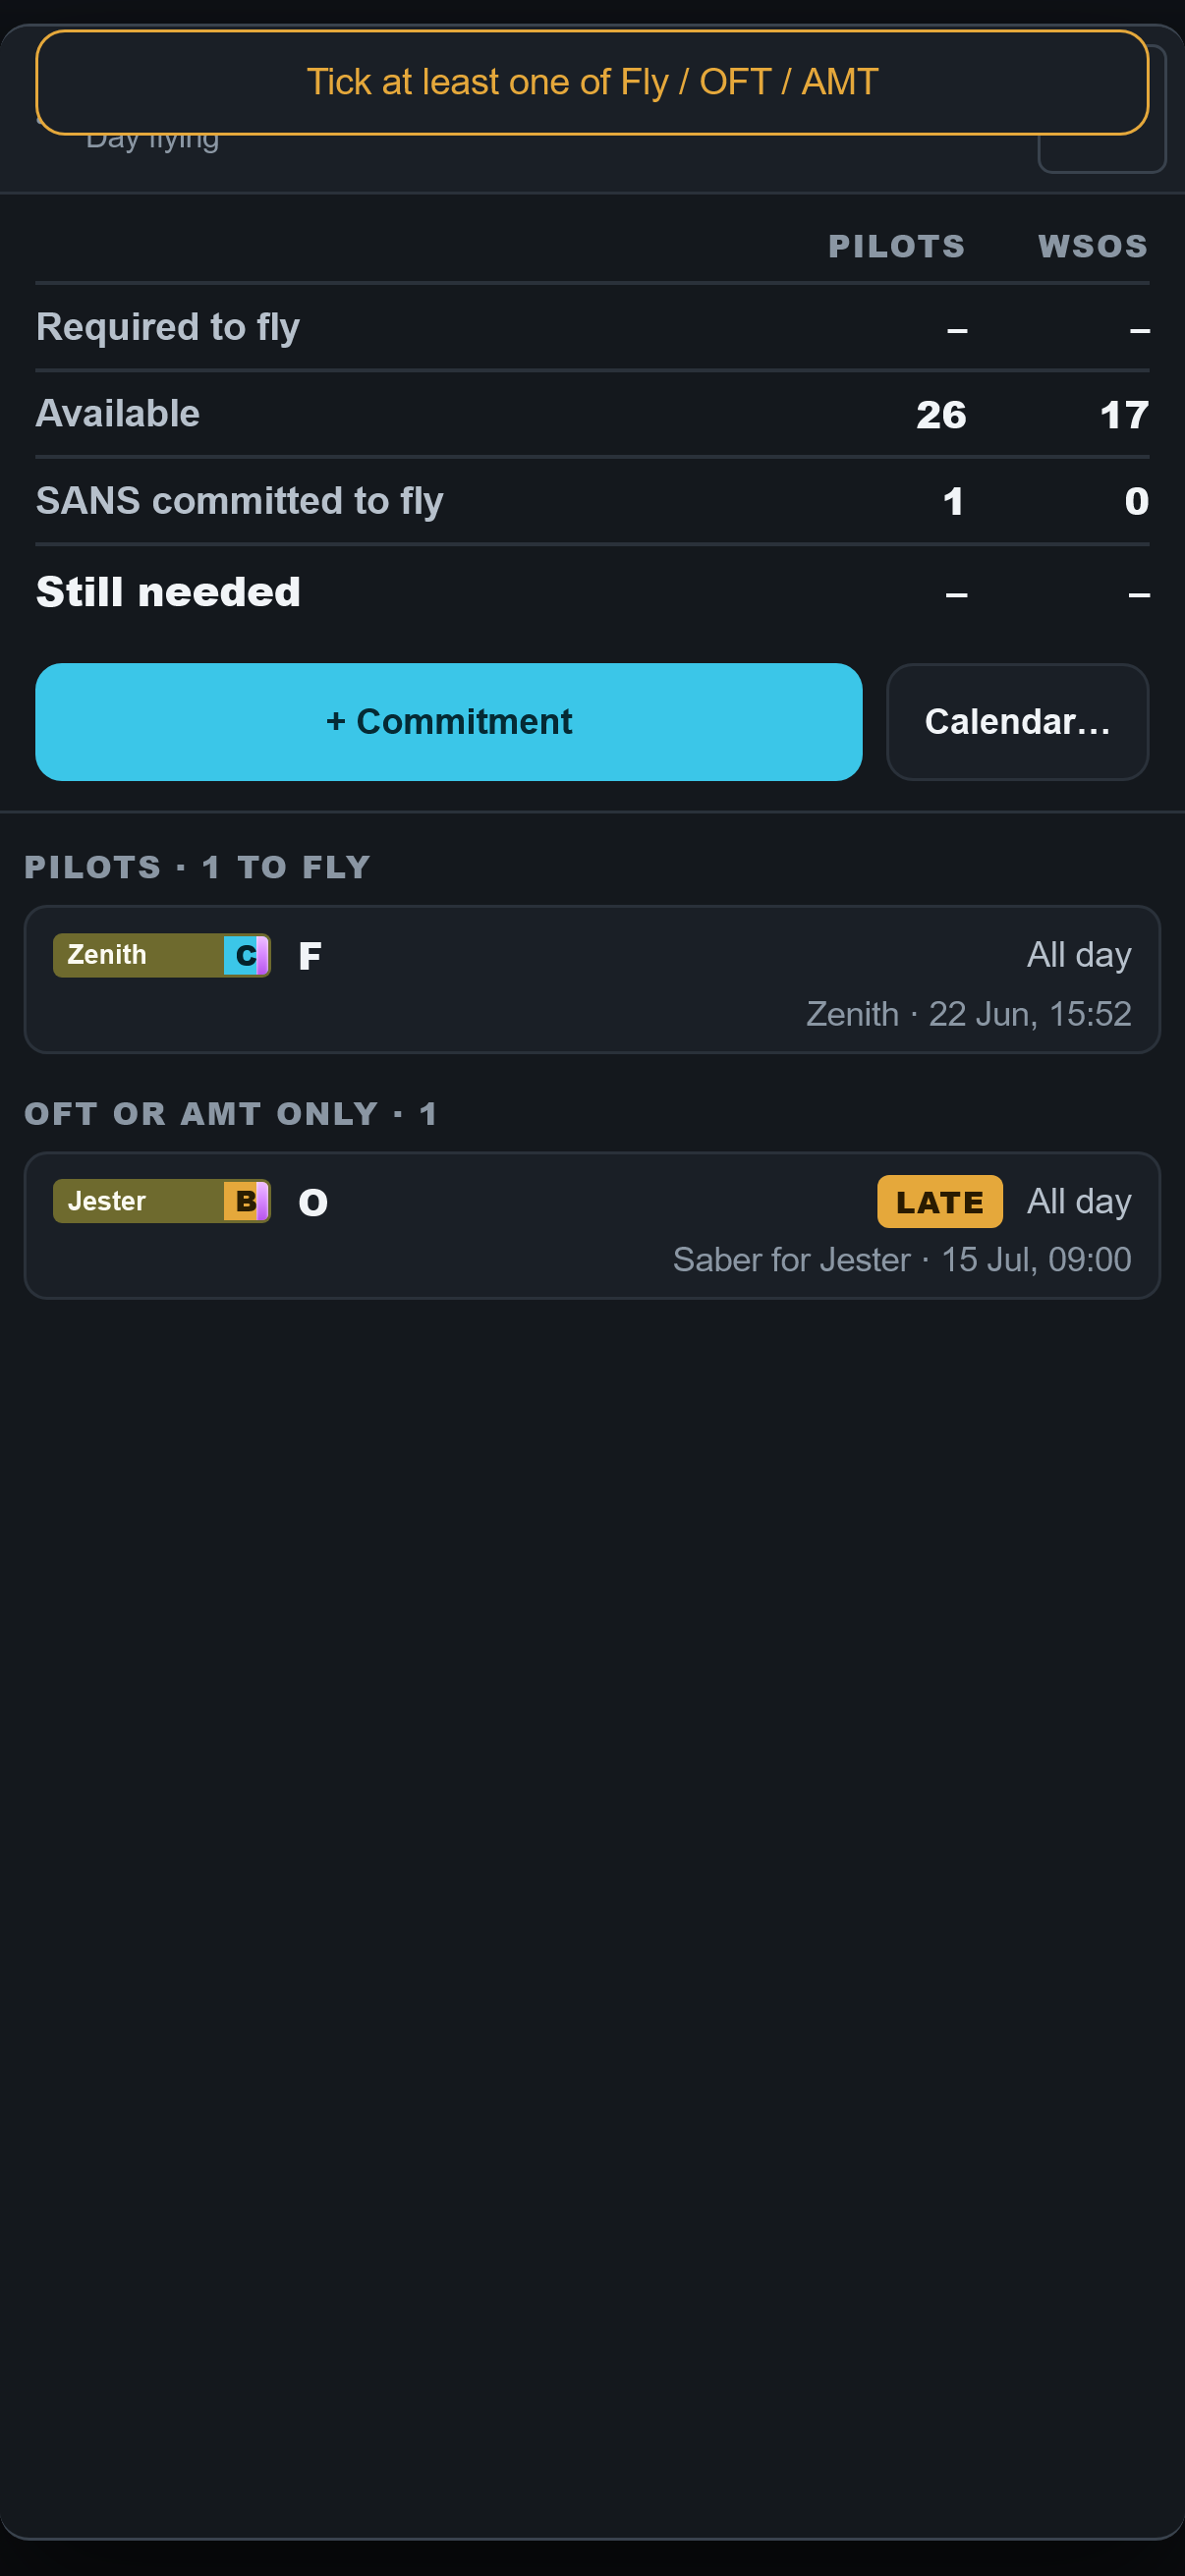 Tick at least one of Fly / OFT / AMT
Day flying
PILOTS WSOS
Required to fly – –
Available 26 17
SANS committed to fly 1 0
Still needed – –
+ Commitment Calendar…
PILOTS · 1 TO FLY
Zenith C F All day
Zenith · 22 Jun, 15:52
OFT OR AMT ONLY · 1
Jester B O LATE All day
Saber for Jester · 15 Jul, 09:00